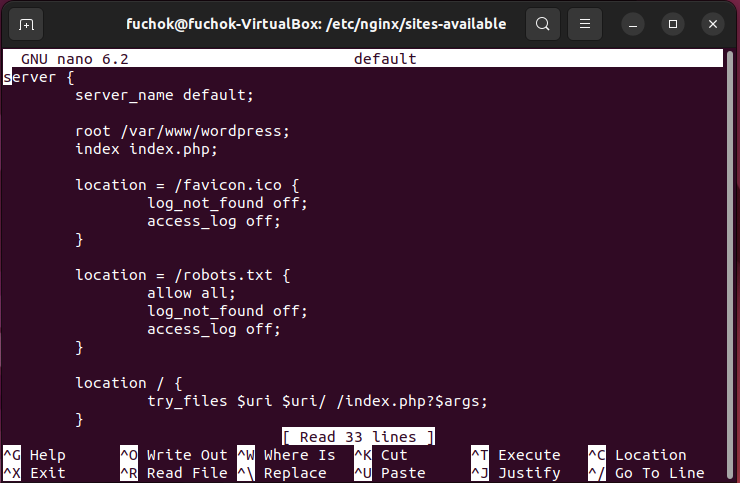 fuchok@fuchok-VirtualBox: /etc/nginx/sites-available
GNU nano 6.2 default
server {
server_name default;
root /var/www/wordpress;
index index.php;
location = /favicon.ico {
log_not_found off;
access_log off;
}
location = /robots.txt {
allow all;
log_not_found off;
access_log off;
}
location / {
try_files $uri $uri/ /index.php?$args;
}
[ Read 33 lines ]
^G Help ^O Write Out ^W Where Is ^K Cut ^T Execute ^C Location
^X Exit ^R Read File ^\ Replace ^U Paste ^J Justify ^/ Go To Line